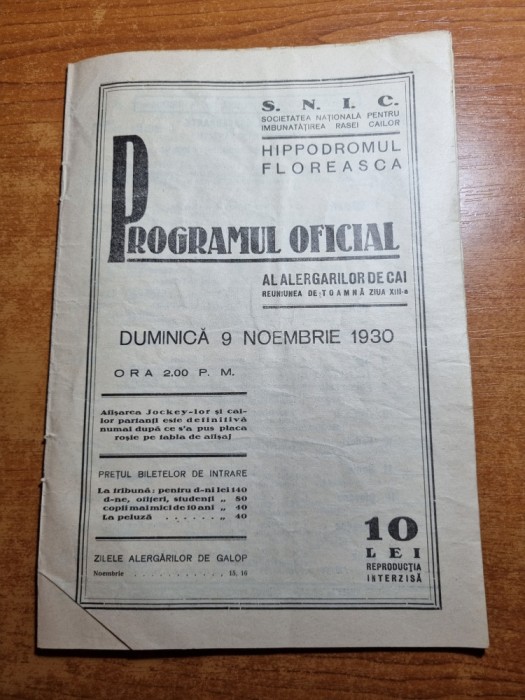 S. N. I. C.
SOCIETATEA NAȚIONALĂ PENTRU
IMBUNATĂȚIREA RASEI CAILOR
HIPPODROMUL
FLOREASCA
PROGRAMUL OFICIAL
AL ALERGARILOR DE CAI
REUNIUNEA DE TOAMNĂ ZIUA XIII-a
DUMINICĂ 9 NOEMBRIE 1930
ORA 2.00 P. M.
Afișarea Jockey-lor și cai-
lor parianți este definitivă
numai după ce s'a pus placa
roșie pe tabla de afișaj
PREȚUL BILETELOR DE INTRARE
La tribună: pentru d-ni lei 140
d-ne, ofițeri, studenți „ 80
copii mai mici de 10 ani „ 40
La peluză . . . . . . „ 40
ZILELE ALERGĂRILOR DE GALOP
Noembrie . . . . . . . . . . . 15, 16
10
LEI
REPRODUCȚIA
INTERZISĂ